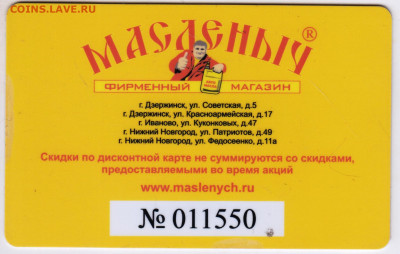 COINS.LAVE.RU
МАСЛЕНЫЧ®
ФИРМЕННЫЙ МАГАЗИН
г. Дзержинск, ул. Советская, д.5
г. Дзержинск, ул. Красноармейская, д.17
г. Иваново, ул. Куконковых, д.47
г. Нижний Новгород, ул. Патриотов, д.49
г. Нижний Новгород, ул. Федосеенко, д.11а
Скидки по дисконтной карте не суммируются со скидками,
предоставляемыми во время акций
www.maslenych.ru
№ 011550